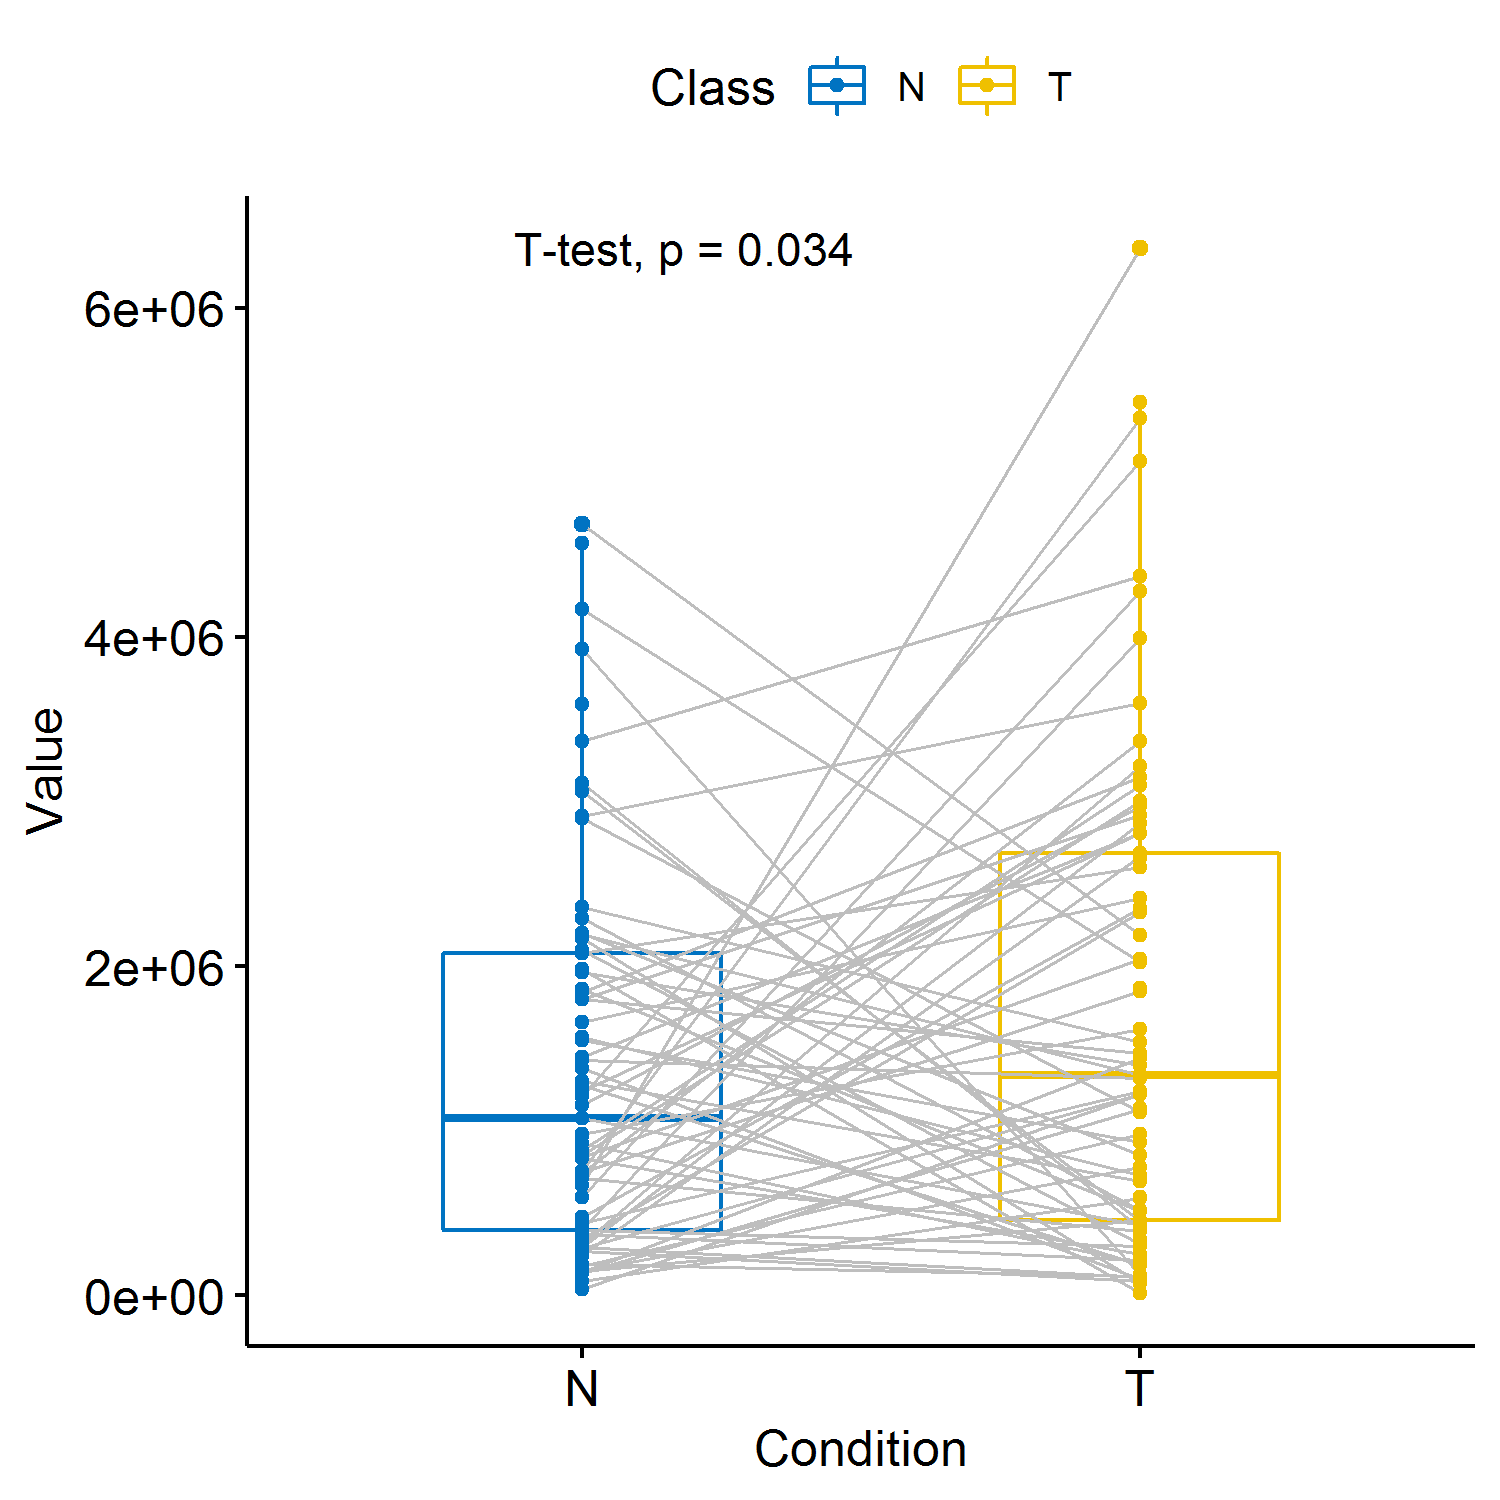 Class N T
T-test, p = 0.034
6e+06
4e+06
2e+06
0e+00
Value
N T
Condition